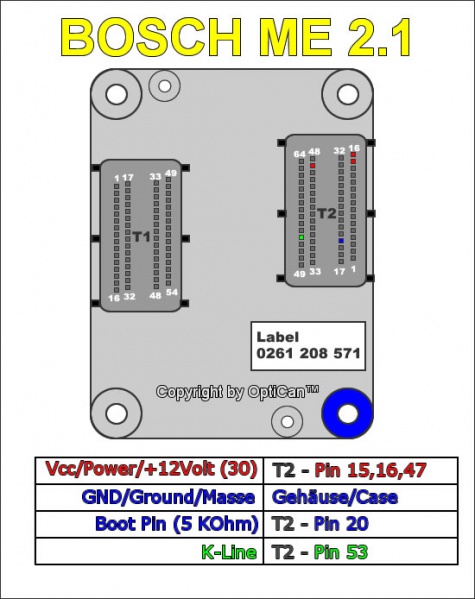 BOSCH ME 2.1
64 48 32 16
1 17 33 49
T1
T2
49 33 17 1
16 32 48 54
Label
0261 208 571
Copyright by OptiCan™
Vcc/Power/+12Volt (30) T2 - Pin 15,16,47
GND/Ground/Masse Gehäuse/Case
Boot Pin (5 KOhm) T2 - Pin 20
K-Line T2 - Pin 53